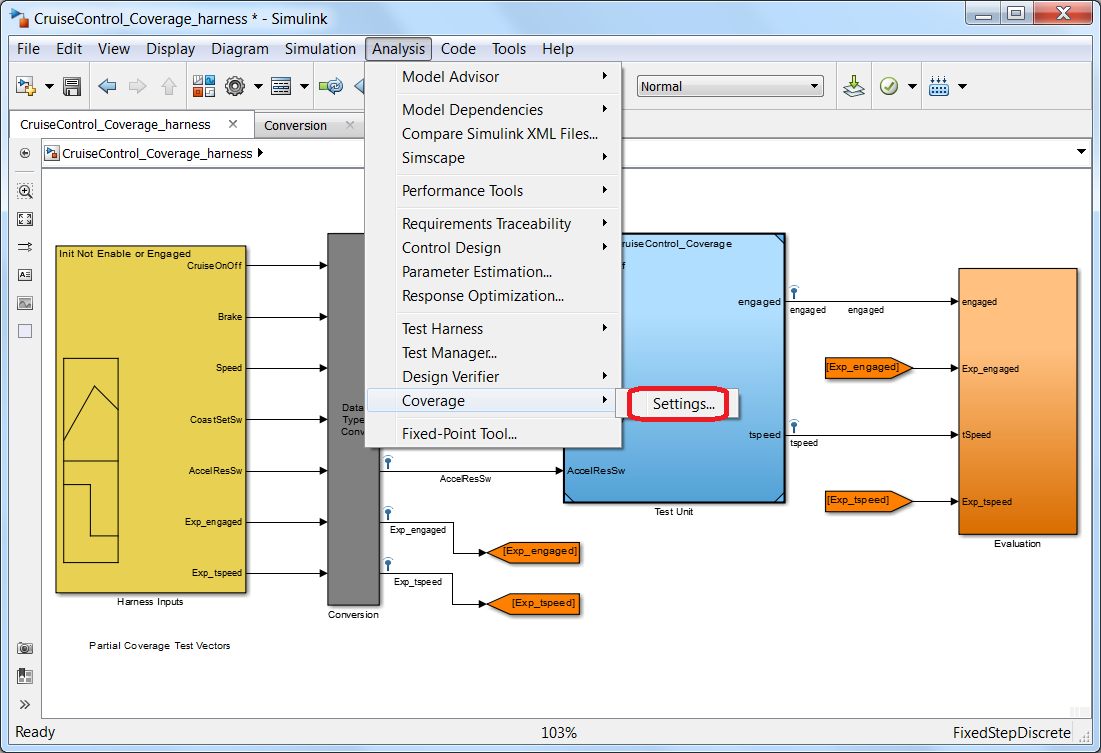 CruiseControl_Coverage_harness * - Simulink
File Edit View Display Diagram Simulation Analysis Code Tools Help
Normal
CruiseControl_Coverage_harness
Conversion
CruiseControl_Coverage_harness
Model Advisor
Model Dependencies
Compare Simulink XML Files...
Simscape
Performance Tools
Requirements Traceability
Control Design
Parameter Estimation...
Response Optimization...
Test Harness
Test Manager...
Design Verifier
Coverage
Settings...
Fixed-Point Tool...
Init Not Enable or Engaged
CruiseOnOff
Brake
Speed
CoastSetSw
AccelResSw
Exp_engaged
Exp_tspeed
Harness Inputs
Partial Coverage Test Vectors
Data
Type
Conv
Conversion
AccelResSw
Exp_engaged
Exp_tspeed
[Exp_engaged]
[Exp_tspeed]
ruiseControl_Coverage
f
engaged
tspeed
AccelResSw
Test Unit
engaged
engaged
tspeed
[Exp_engaged]
[Exp_tspeed]
engaged
Exp_engaged
tSpeed
Exp_tspeed
Evaluation
Ready
103%
FixedStepDiscrete